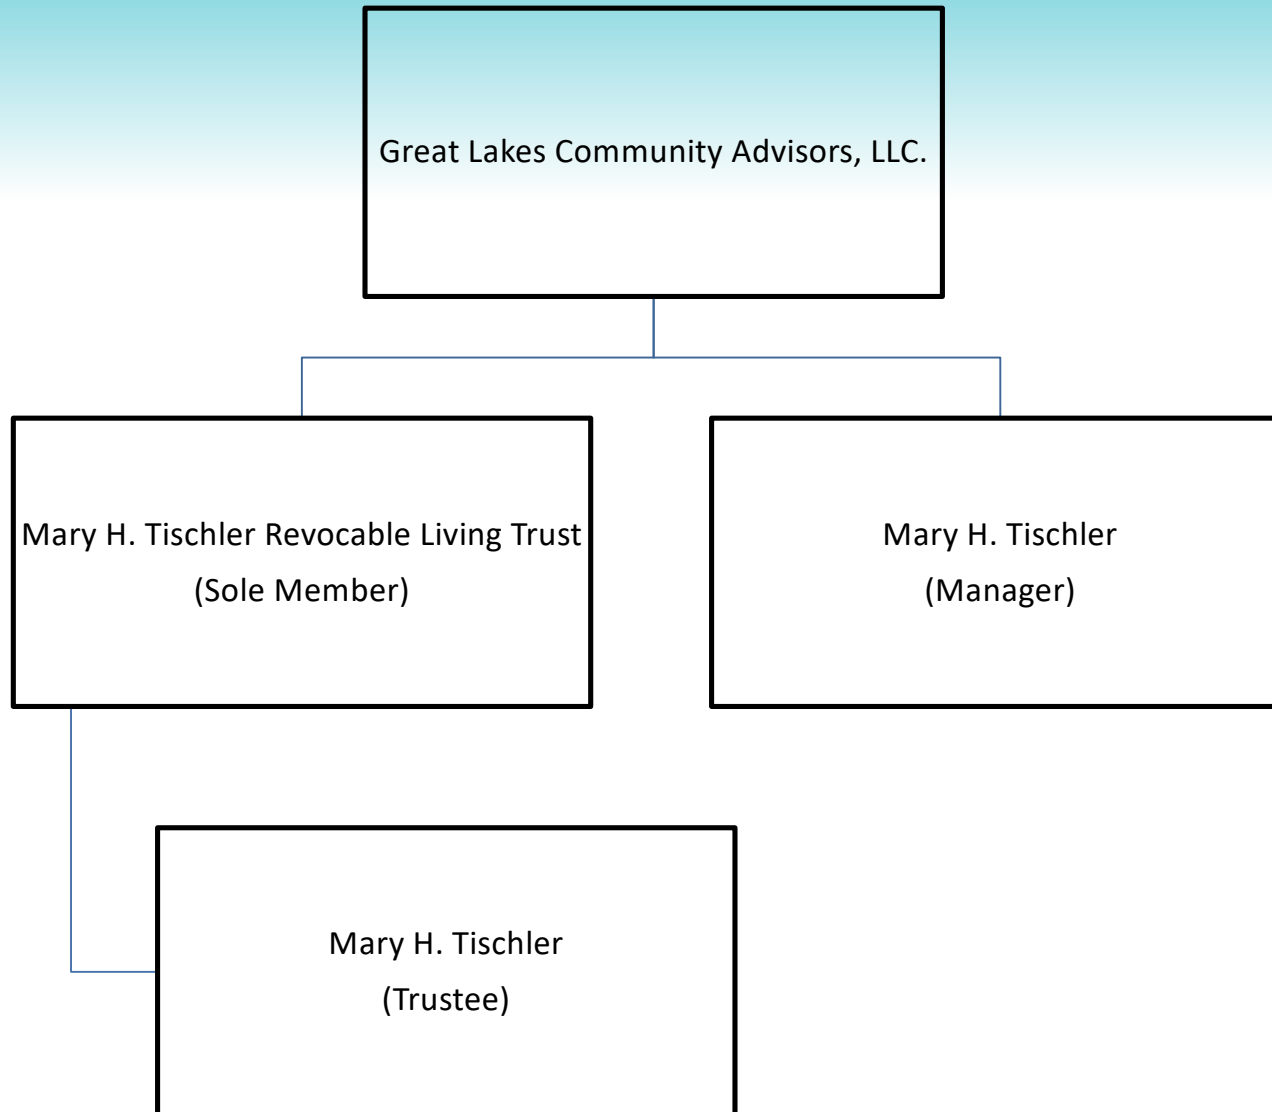 Great Lakes Community Advisors, LLC.
Mary H. Tischler Revocable Living Trust
(Sole Member)
Mary H. Tischler
(Manager)
Mary H. Tischler
(Trustee)